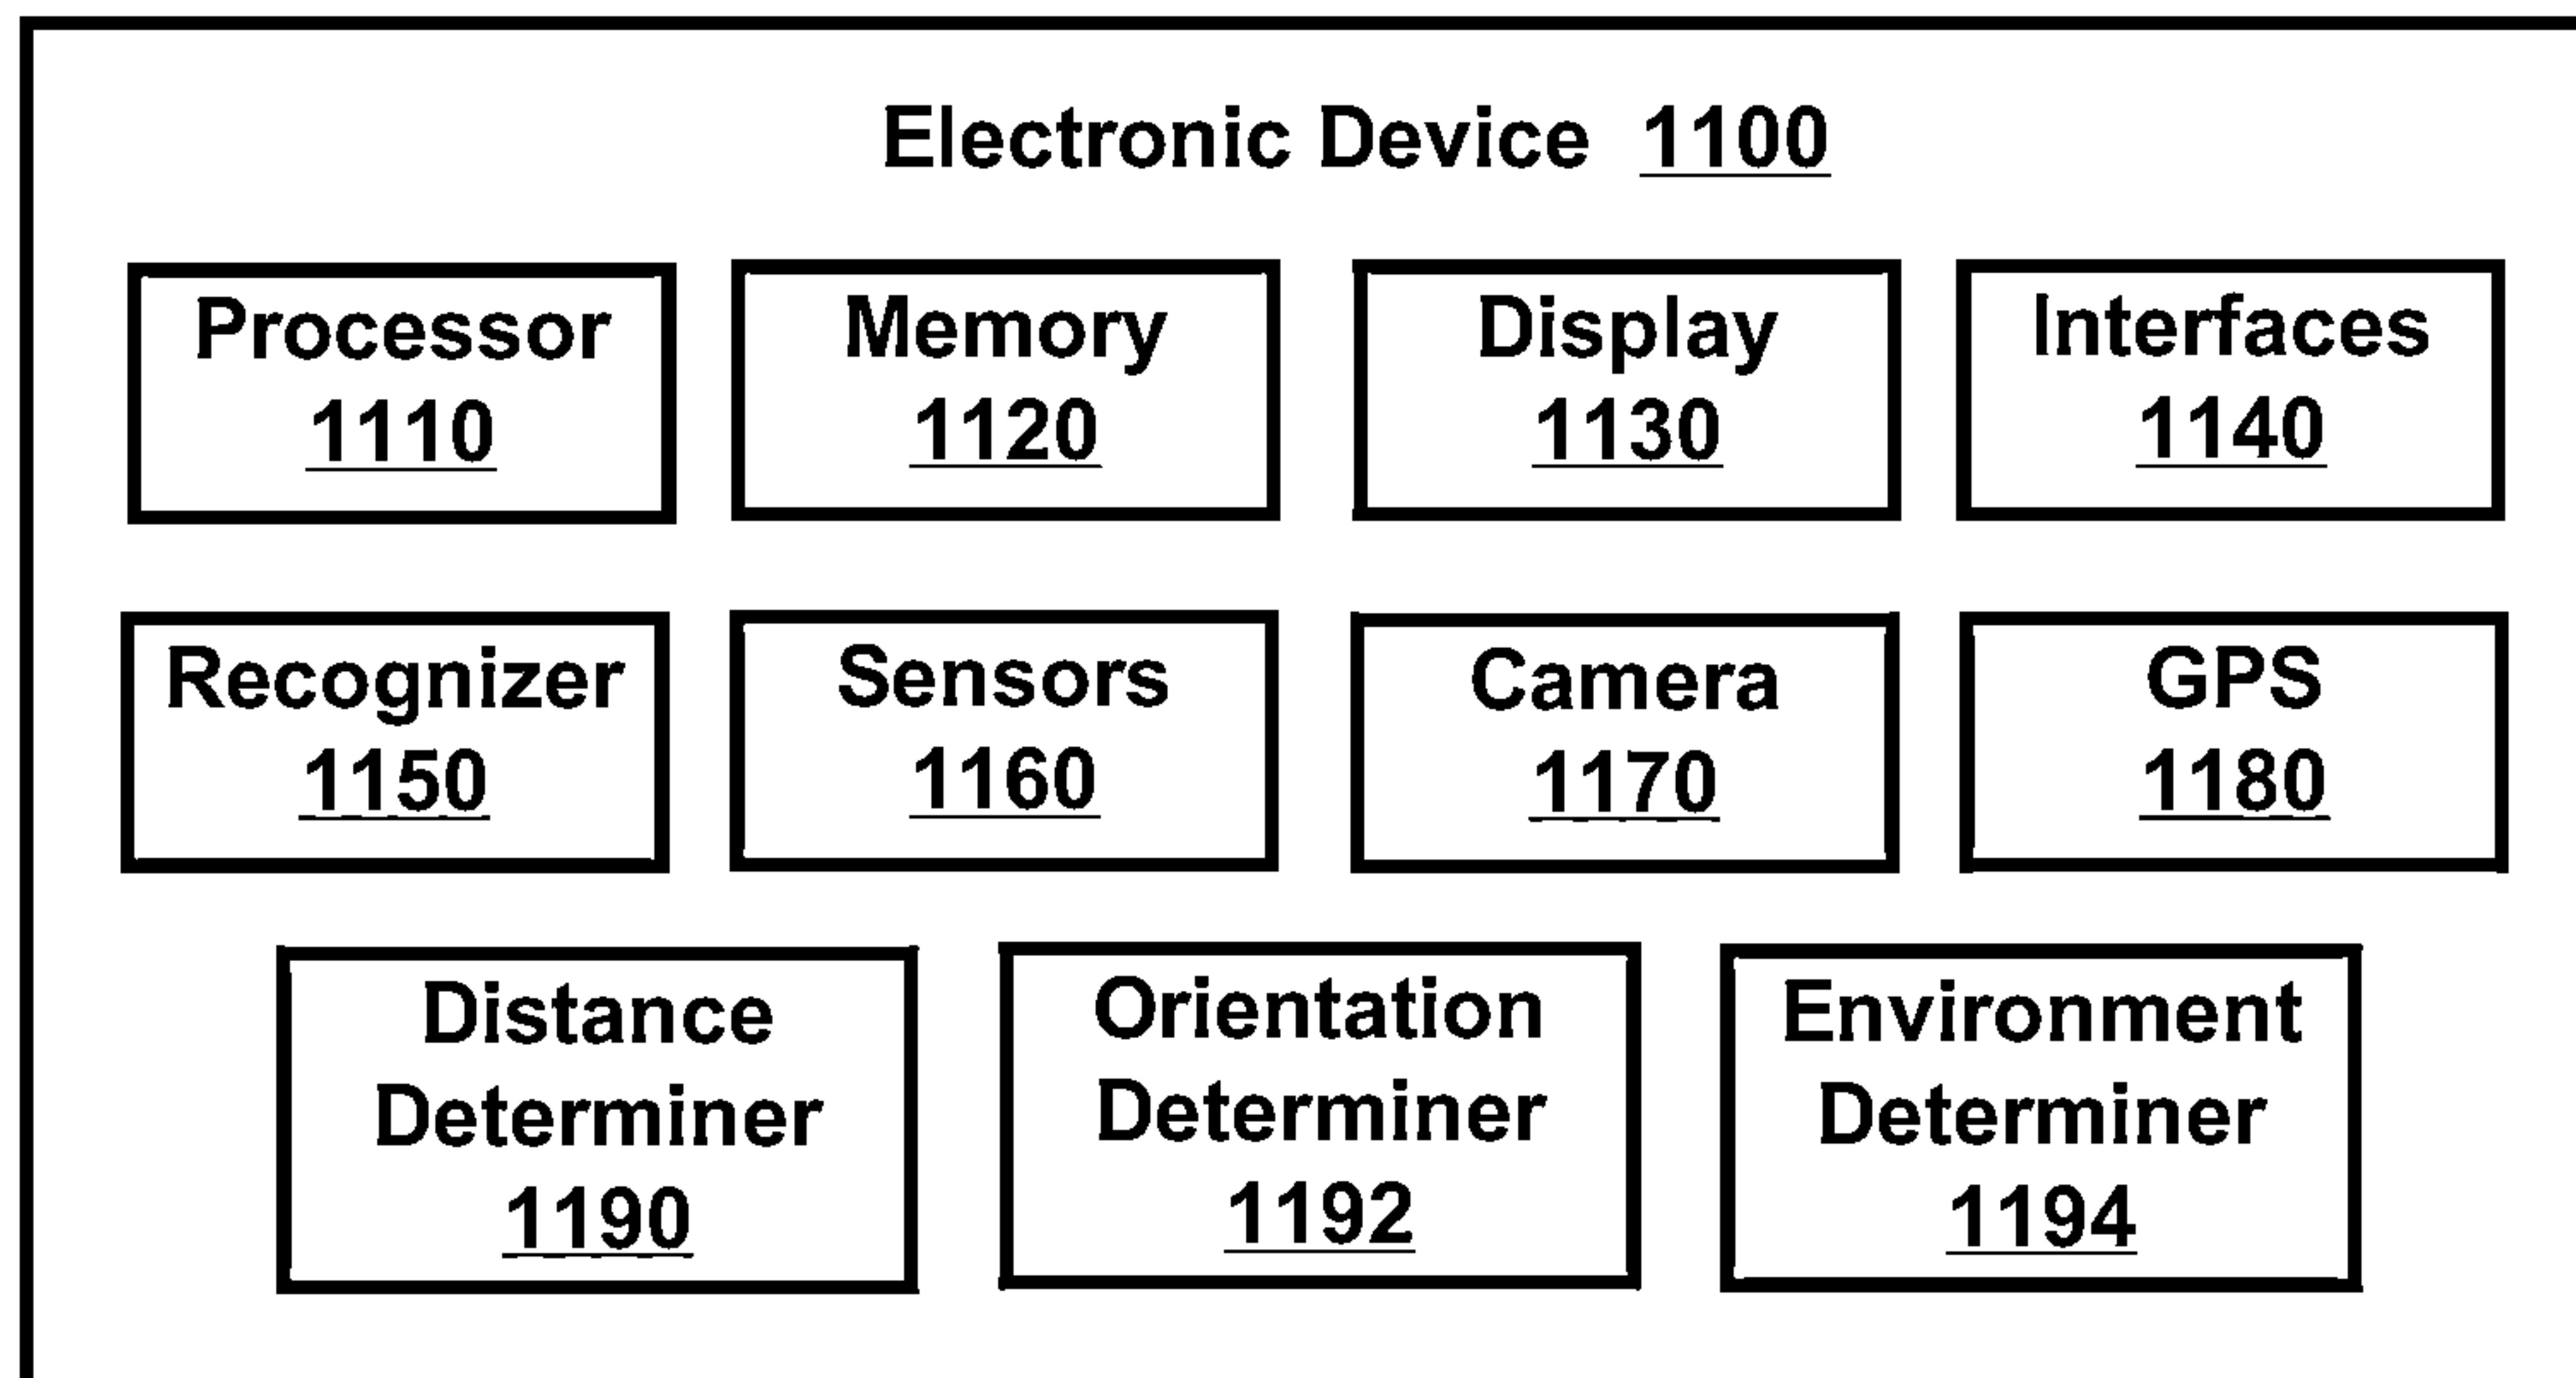 Electronic Device 1100
Processor
1110
Memory
1120
Display
1130
Interfaces
1140
Recognizer
1150
Sensors
1160
Camera
1170
GPS
1180
Distance
Determiner
1190
Orientation
Determiner
1192
Environment
Determiner
1194